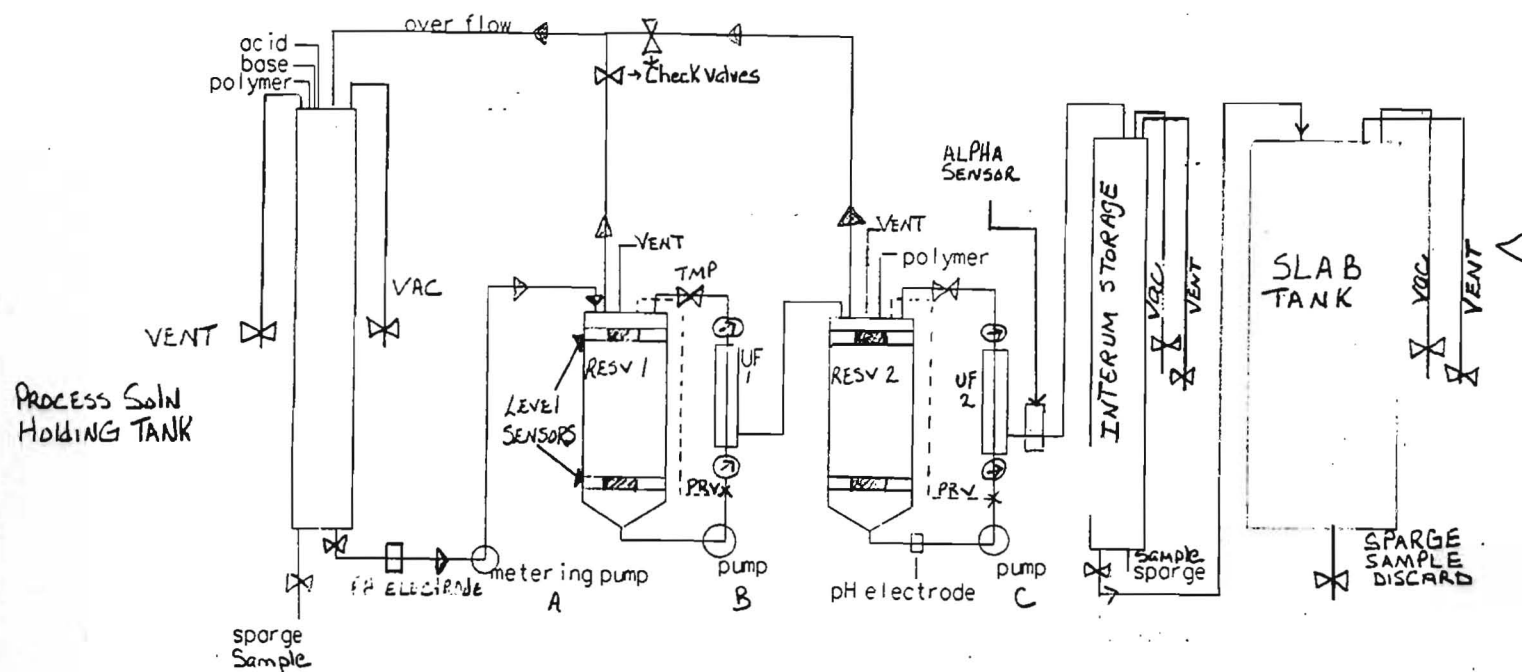 over flow
acid
base
polymer
→ Check valves
VENT
VAC
PROCESS SolN
HOLDING TANK
VENT
TMP
RESV 1
UF
1
LEVEL
SENSORS
PRV
VENT
polymer
RESV 2
UF
2
PRV
ALPHA
SENSOR
INTERUM STORAGE
VAC
VENT
SLAB
TANK
VAC
VENT
PH ELECTRODE
metering pump
A
pump
B
pH electrode
pump
C
sample
sparge
SPARGE
SAMPLE
DISCARD
sparge
Sample